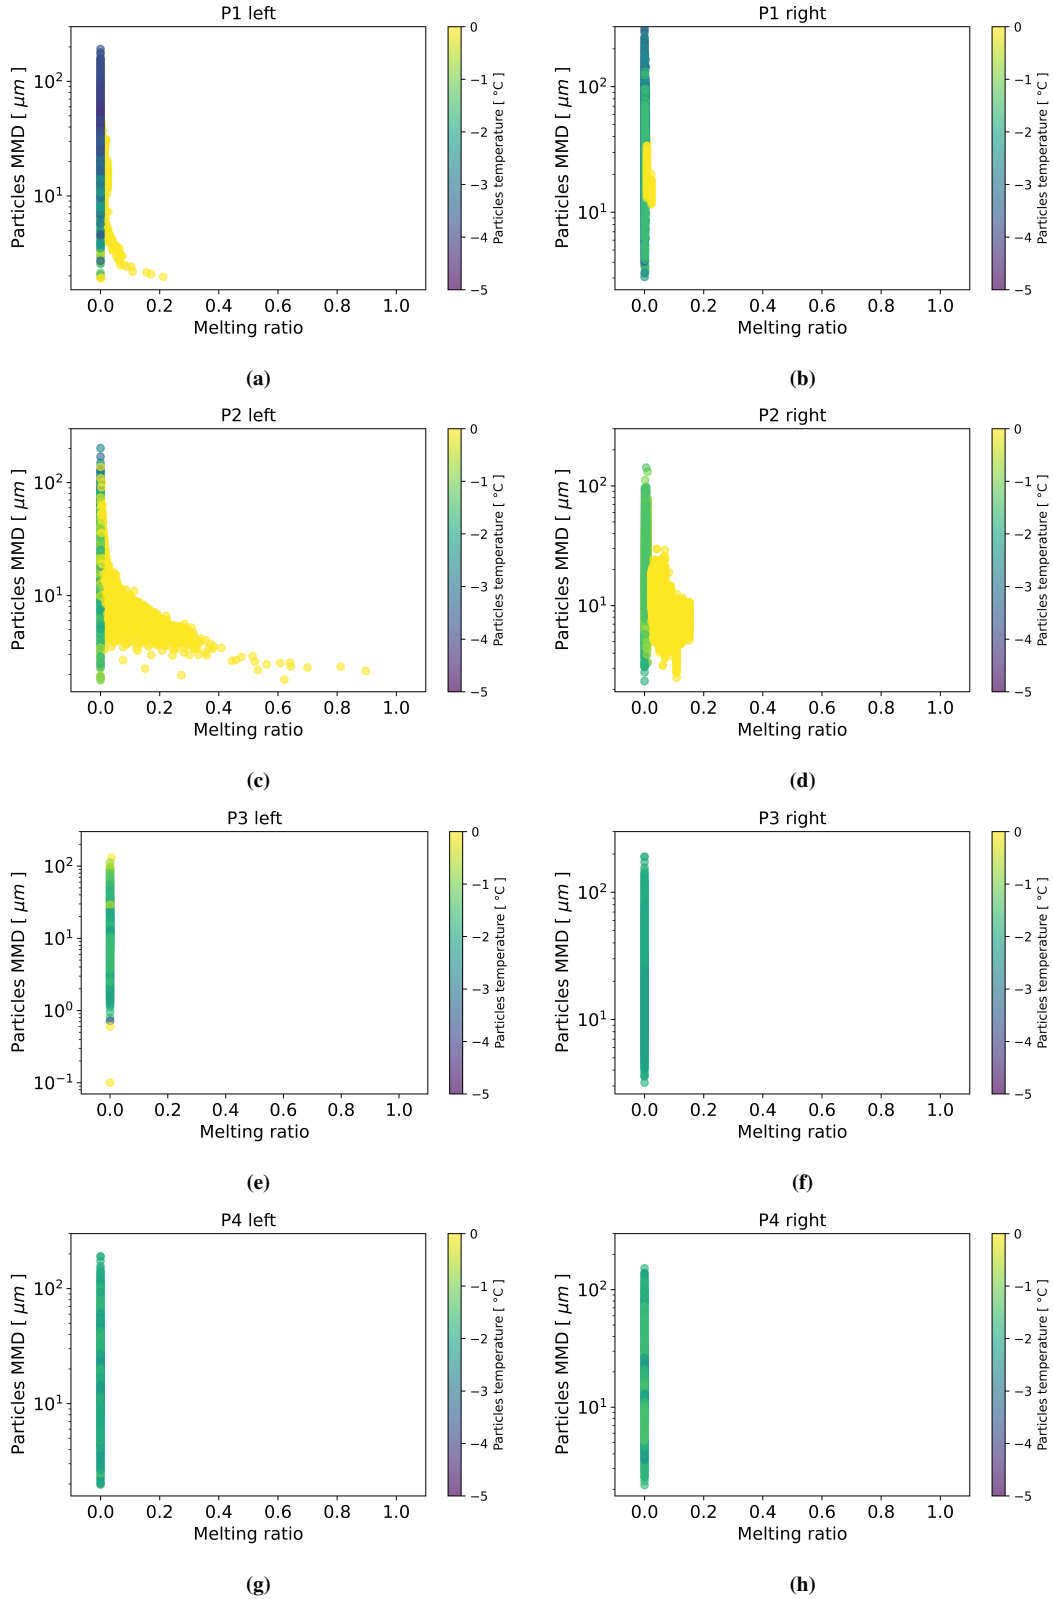 P1 left
Particles MMD [ μm ]
10²
10¹
0.0 0.2 0.4 0.6 0.8 1.0
Melting ratio
0
−1
−2
−3
−4
−5
Particles temperature [ °C ]
(a)
P1 right
Particles MMD [ μm ]
10²
10¹
0.0 0.2 0.4 0.6 0.8 1.0
Melting ratio
0
−1
−2
−3
−4
−5
Particles temperature [ °C ]
(b)
P2 left
Particles MMD [ μm ]
10²
10¹
0.0 0.2 0.4 0.6 0.8 1.0
Melting ratio
0
−1
−2
−3
−4
−5
Particles temperature [ °C ]
(c)
P2 right
Particles MMD [ μm ]
10²
10¹
0.0 0.2 0.4 0.6 0.8 1.0
Melting ratio
0
−1
−2
−3
−4
−5
Particles temperature [ °C ]
(d)
P3 left
Particles MMD [ μm ]
10²
10¹
10⁰
10⁻¹
0.0 0.2 0.4 0.6 0.8 1.0
Melting ratio
0
−1
−2
−3
−4
−5
Particles temperature [ °C ]
(e)
P3 right
Particles MMD [ μm ]
10²
10¹
0.0 0.2 0.4 0.6 0.8 1.0
Melting ratio
0
−1
−2
−3
−4
−5
Particles temperature [ °C ]
(f)
P4 left
Particles MMD [ μm ]
10²
10¹
0.0 0.2 0.4 0.6 0.8 1.0
Melting ratio
0
−1
−2
−3
−4
−5
Particles temperature [ °C ]
(g)
P4 right
Particles MMD [ μm ]
10²
10¹
0.0 0.2 0.4 0.6 0.8 1.0
Melting ratio
0
−1
−2
−3
−4
−5
Particles temperature [ °C ]
(h)